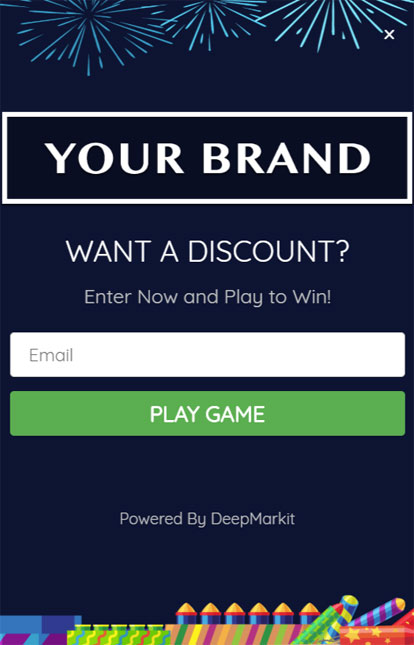 YOUR BRAND
WANT A DISCOUNT?
Enter Now and Play to Win!
Email
PLAY GAME
Powered By DeepMarkit